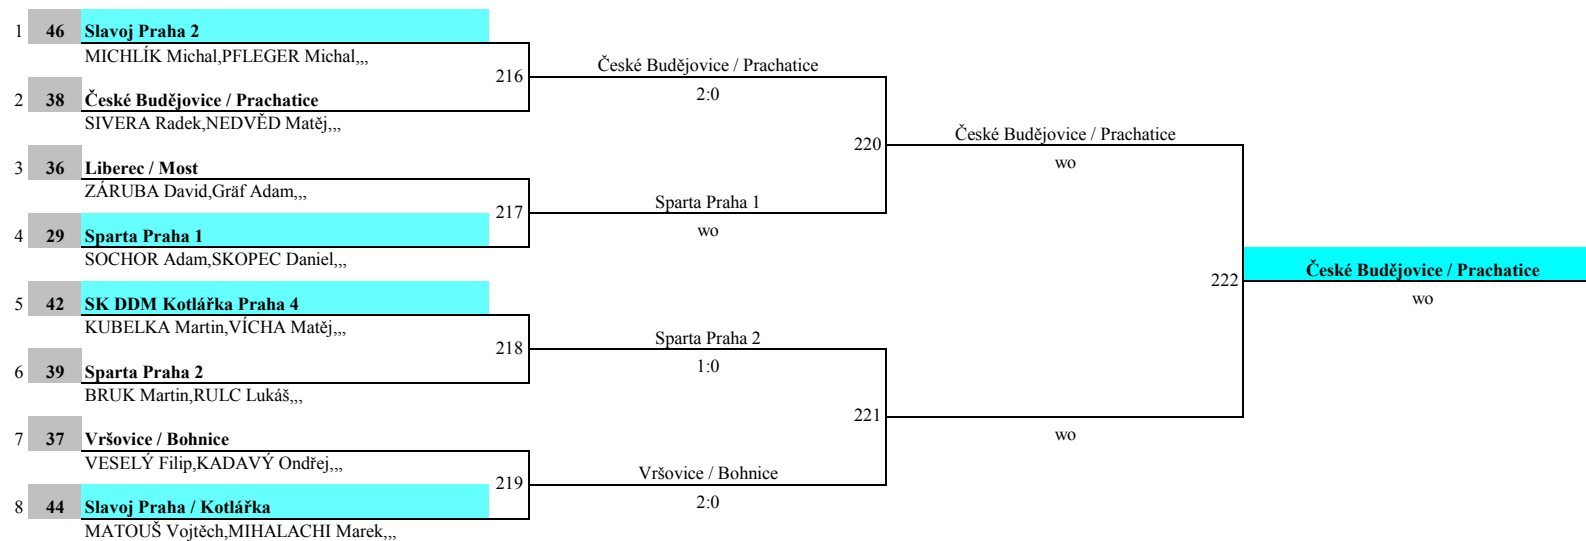 1 46 Slavoj Praha 2
MICHLÍK Michal,PFLEGER Michal,,,
216
České Budějovice / Prachatice
2:0
2 38 České Budějovice / Prachatice
SIVERA Radek,NEDVĚD Matěj,,,
220
České Budějovice / Prachatice
wo
3 36 Liberec / Most
ZÁRUBA David,Gräf Adam,,,
217
Sparta Praha 1
wo
4 29 Sparta Praha 1
SOCHOR Adam,SKOPEC Daniel,,,
222
České Budějovice / Prachatice
wo
5 42 SK DDM Kotlářka Praha 4
KUBELKA Martin,VÍCHA Matěj,,,
218
Sparta Praha 2
1:0
6 39 Sparta Praha 2
BRUK Martin,RULC Lukáš,,,
221
wo
7 37 Vršovice / Bohnice
VESELÝ Filip,KADAVÝ Ondřej,,,
219
Vršovice / Bohnice
2:0
8 44 Slavoj Praha / Kotlářka
MATOUŠ Vojtěch,MIHALACHI Marek,,,